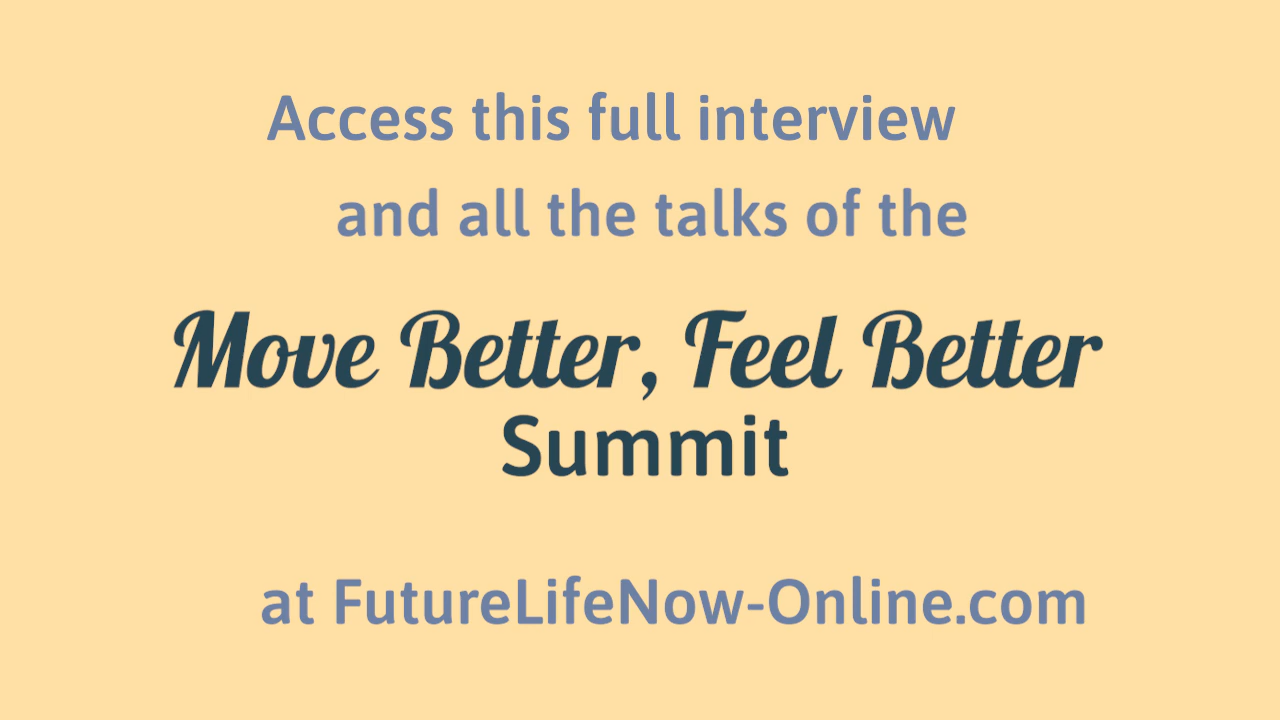 Access this full interview
and all the talks of the
Move Better, Feel Better
Summit
at FutureLifeNow-Online.com